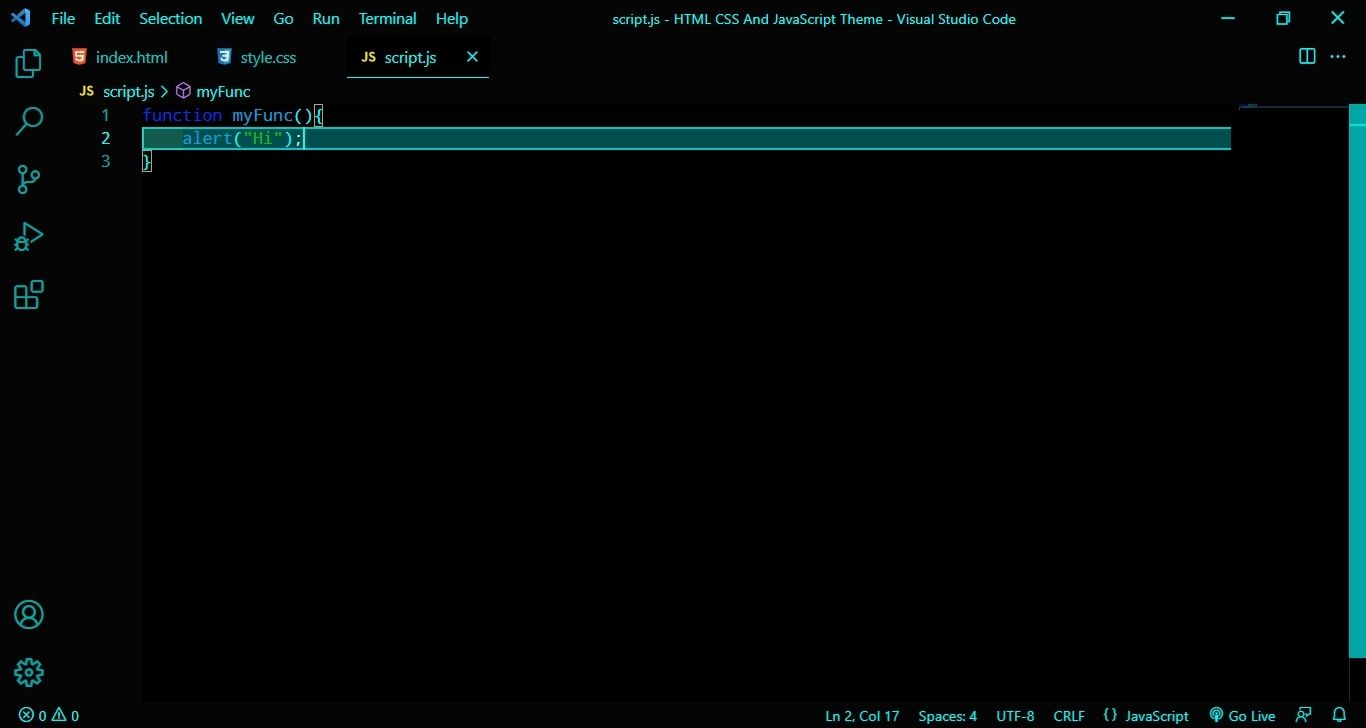 File Edit Selection View Go Run Terminal Help script.js - HTML CSS And JavaScript Theme - Visual Studio Code
index.html style.css JS script.js
JS script.js > myFunc
1 function myFunc(){
2     alert("Hi");
3 }
0 0 Ln 2, Col 17 Spaces: 4 UTF-8 CRLF {} JavaScript Go Live